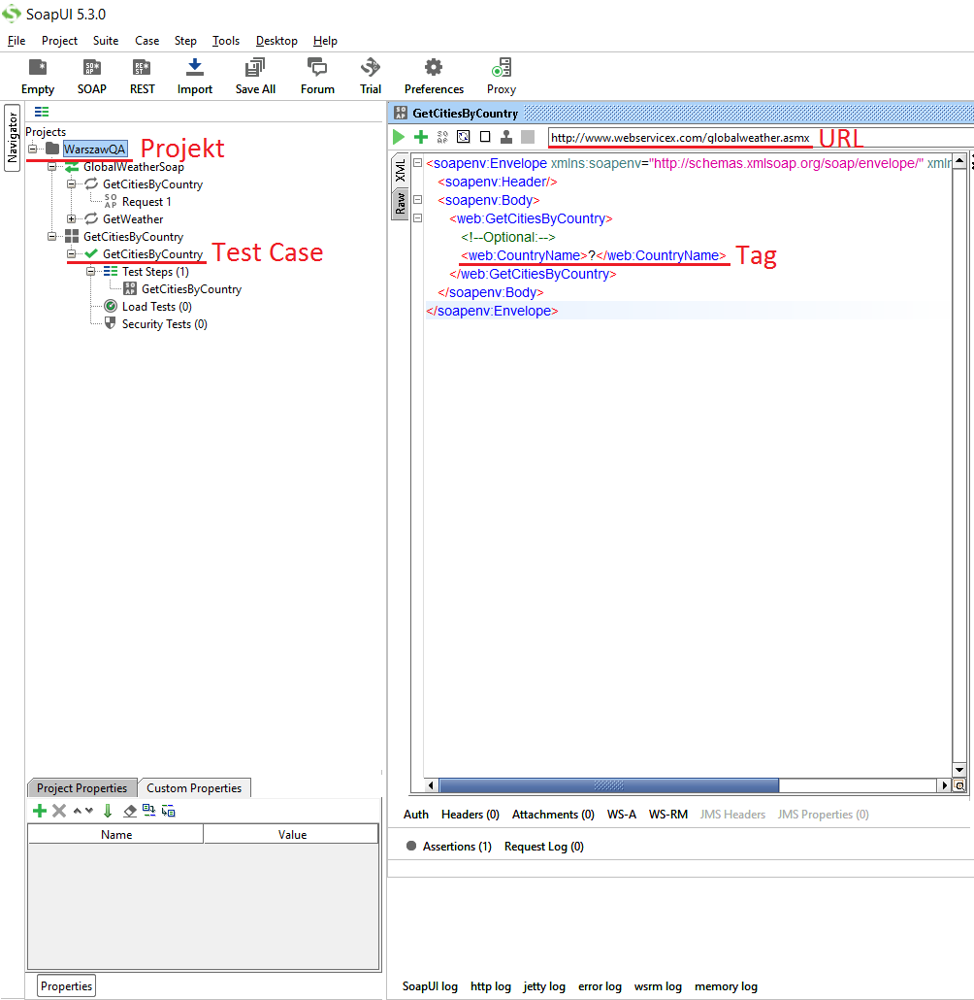 SoapUI 5.3.0
File Project Suite Case Step Tools Desktop Help
Empty SOAP REST Import Save All Forum Trial Preferences Proxy
Navigator
Projects
WarszawQA Projekt
GlobalWeatherSoap
GetCitiesByCountry
Request 1
GetWeather
GetCitiesByCountry
GetCitiesByCountry Test Case
Test Steps (1)
GetCitiesByCountry
Load Tests (0)
Security Tests (0)
Project Properties Custom Properties
Name Value
Properties
GetCitiesByCountry
http://www.webservicex.com/globalweather.asmx URL
XML
Raw
<soapenv:Envelope xmlns:soapenv="http://schemas.xmlsoap.org/soap/envelope/" xmlr
<soapenv:Header/>
<soapenv:Body>
<web:GetCitiesByCountry>
<!--Optional:-->
<web:CountryName>?</web:CountryName> Tag
</web:GetCitiesByCountry>
</soapenv:Body>
</soapenv:Envelope>
Auth Headers (0) Attachments (0) WS-A WS-RM JMS Headers JMS Properties (0)
Assertions (1) Request Log (0)
SoapUI log http log jetty log error log wsrm log memory log